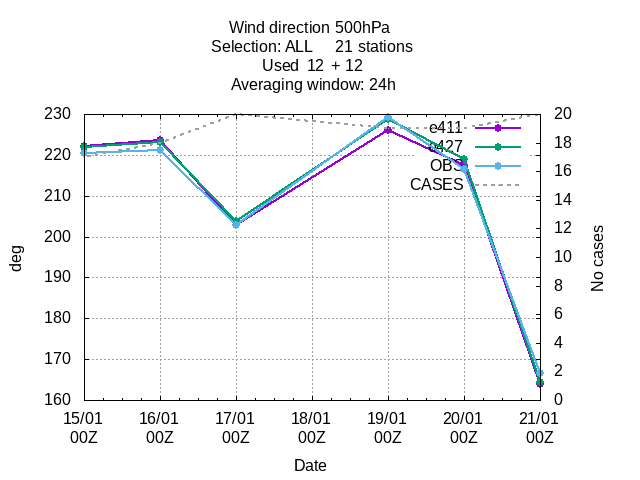 Wind direction 500hPa
Selection: ALL     21 stations
Used  12  + 12
Averaging window: 24h
230
220
210
200
190
180
170
160
deg
20
18
16
14
12
10
8
6
4
2
0
No cases
e411
e427
OBS
CASES
15/01 16/01 17/01 18/01 19/01 20/01 21/01
00Z 00Z 00Z 00Z 00Z 00Z 00Z
Date